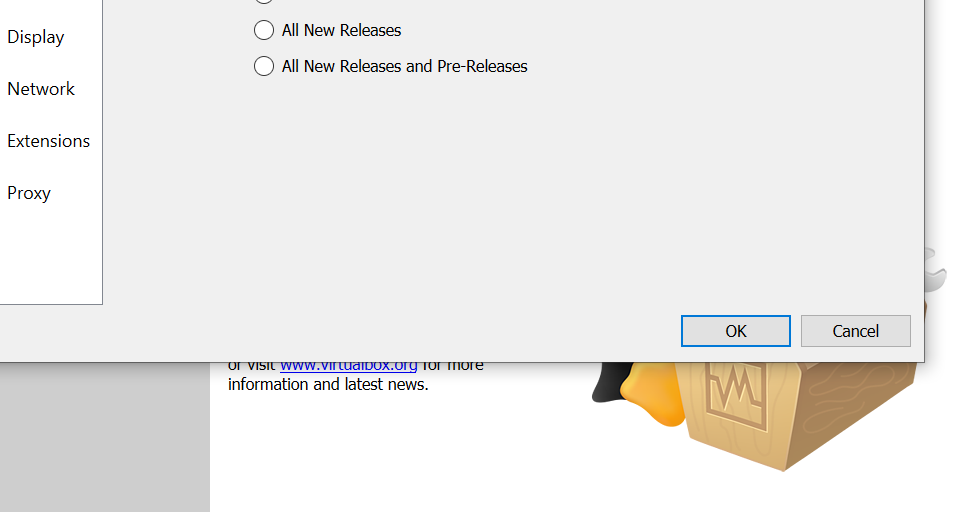 All New Releases
All New Releases and Pre-Releases
Display
Network
Extensions
Proxy
OK
Cancel
or visit www.virtualbox.org for more
information and latest news.